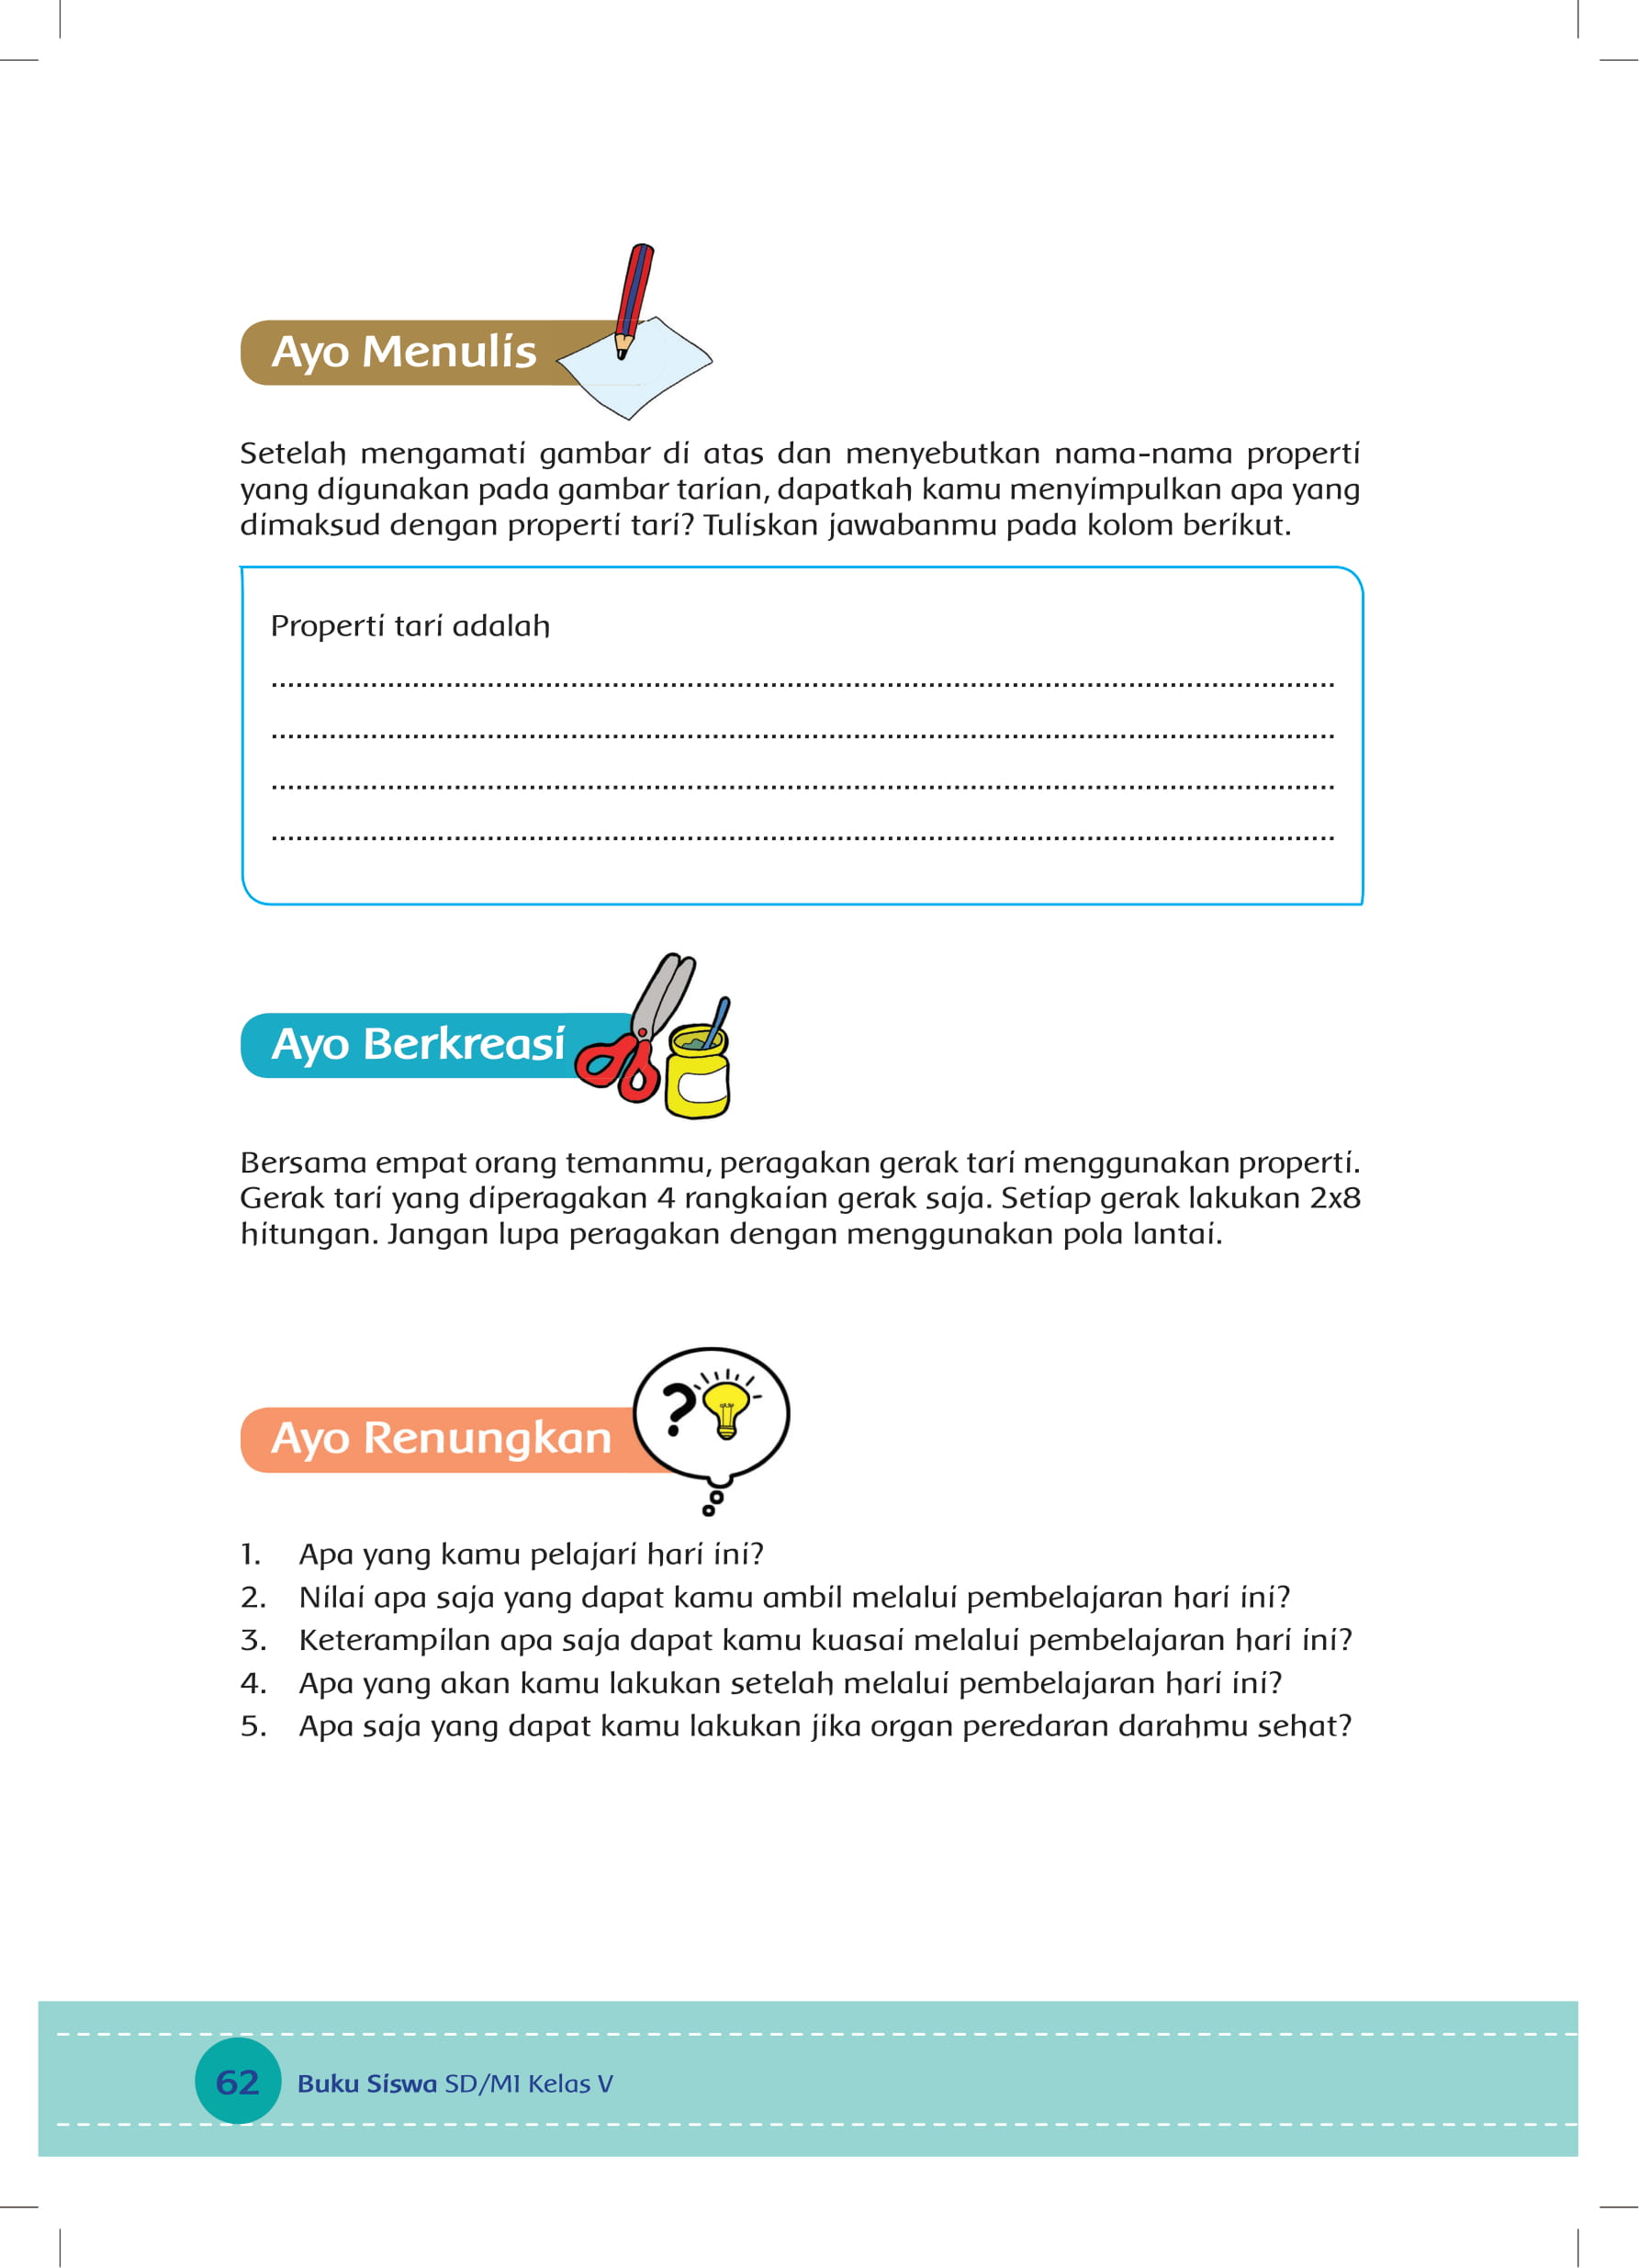 Ayo Menulis
Setelah mengamati gambar di atas dan menyebutkan nama-nama properti
yang digunakan pada gambar tarian, dapatkah kamu menyimpulkan apa yang
dimaksud dengan properti tari? Tuliskan jawabanmu pada kolom berikut.
Properti tari adalah
Ayo Berkreasi
Bersama empat orang temanmu, peragakan gerak tari menggunakan properti.
Gerak tari yang diperagakan 4 rangkaian gerak saja. Setiap gerak lakukan 2x8
hitungan. Jangan lupa peragakan dengan menggunakan pola lantai.
?
Ayo Renungkan
1. Apa yang kamu pelajari hari ini?
2. Nilai apa saja yang dapat kamu ambil melalui pembelajaran hari ini?
3. Keterampilan apa saja dapat kamu kuasai melalui pembelajaran hari ini?
4. Apa yang akan kamu lakukan setelah melalui pembelajaran hari ini?
5. Apa saja yang dapat kamu lakukan jika organ peredaran darahmu sehat?
62 Buku Siswa SD/MI Kelas V